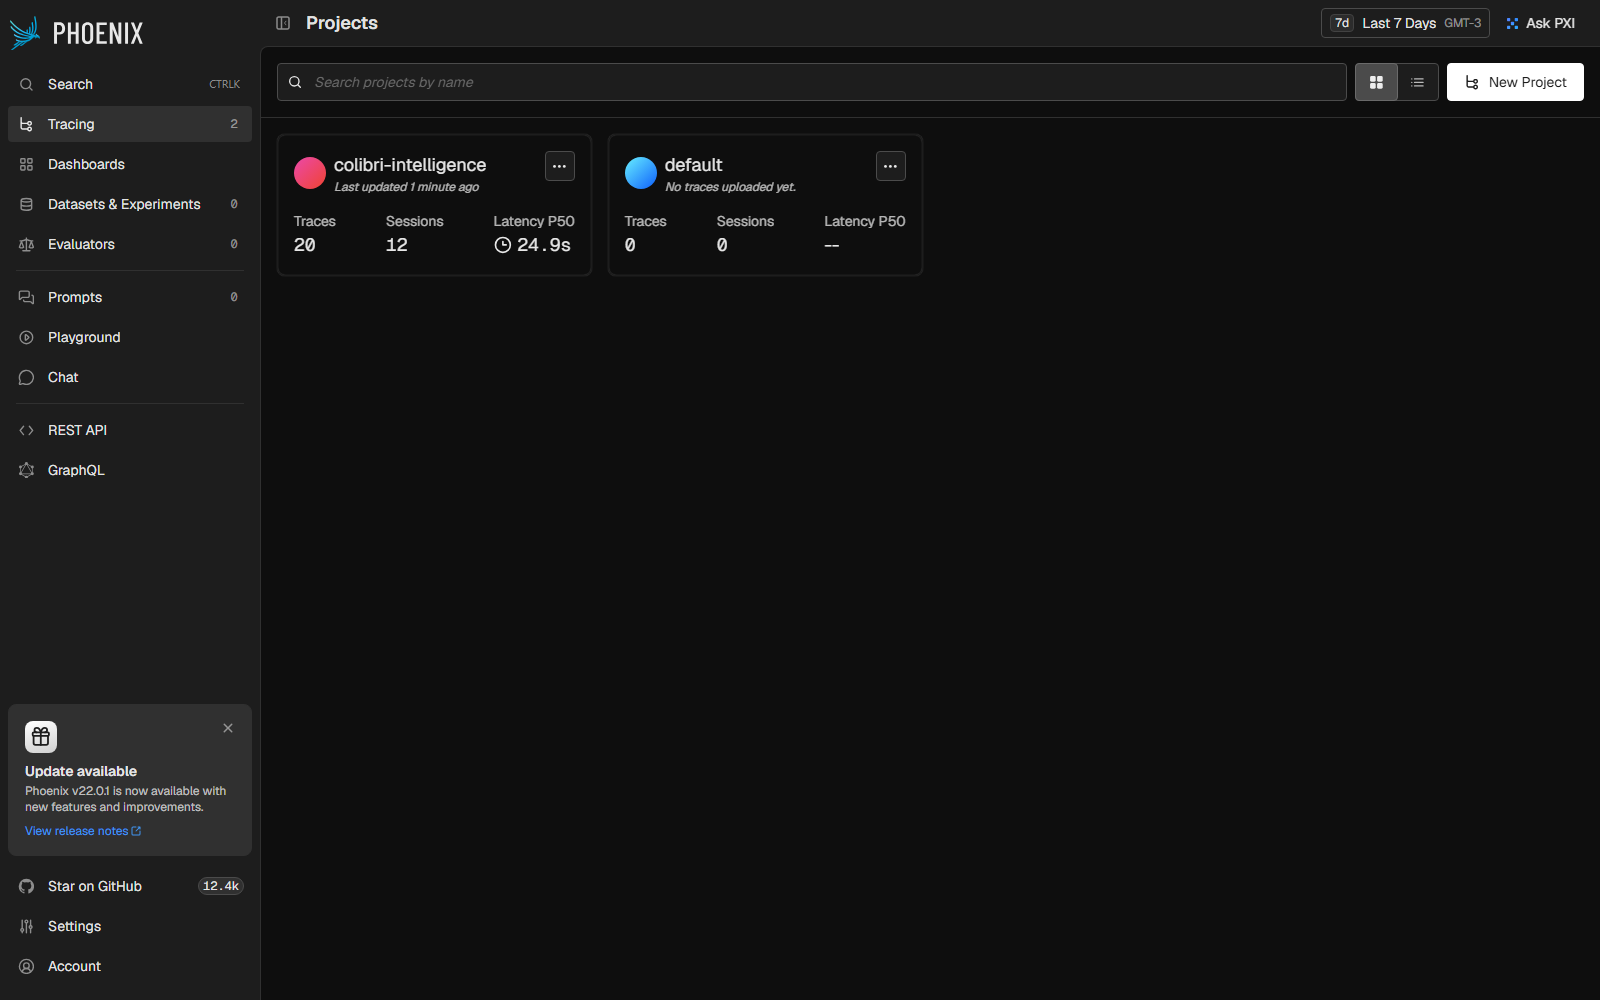 PHOENIX
Projects
7d Last 7 Days GMT-3
Ask PXI
Search CTRLK
Search projects by name
New Project
Tracing 2
Dashboards
Datasets & Experiments 0
Evaluators 0
Prompts 0
Playground
Chat
REST API
GraphQL
colibri-intelligence
Last updated 1 minute ago
Traces Sessions Latency P50
20 12 24.9s
default
No traces uploaded yet.
Traces Sessions Latency P50
0 0 --
Update available
Phoenix v22.0.1 is now available with
new features and improvements.
View release notes
Star on GitHub 12.4k
Settings
Account